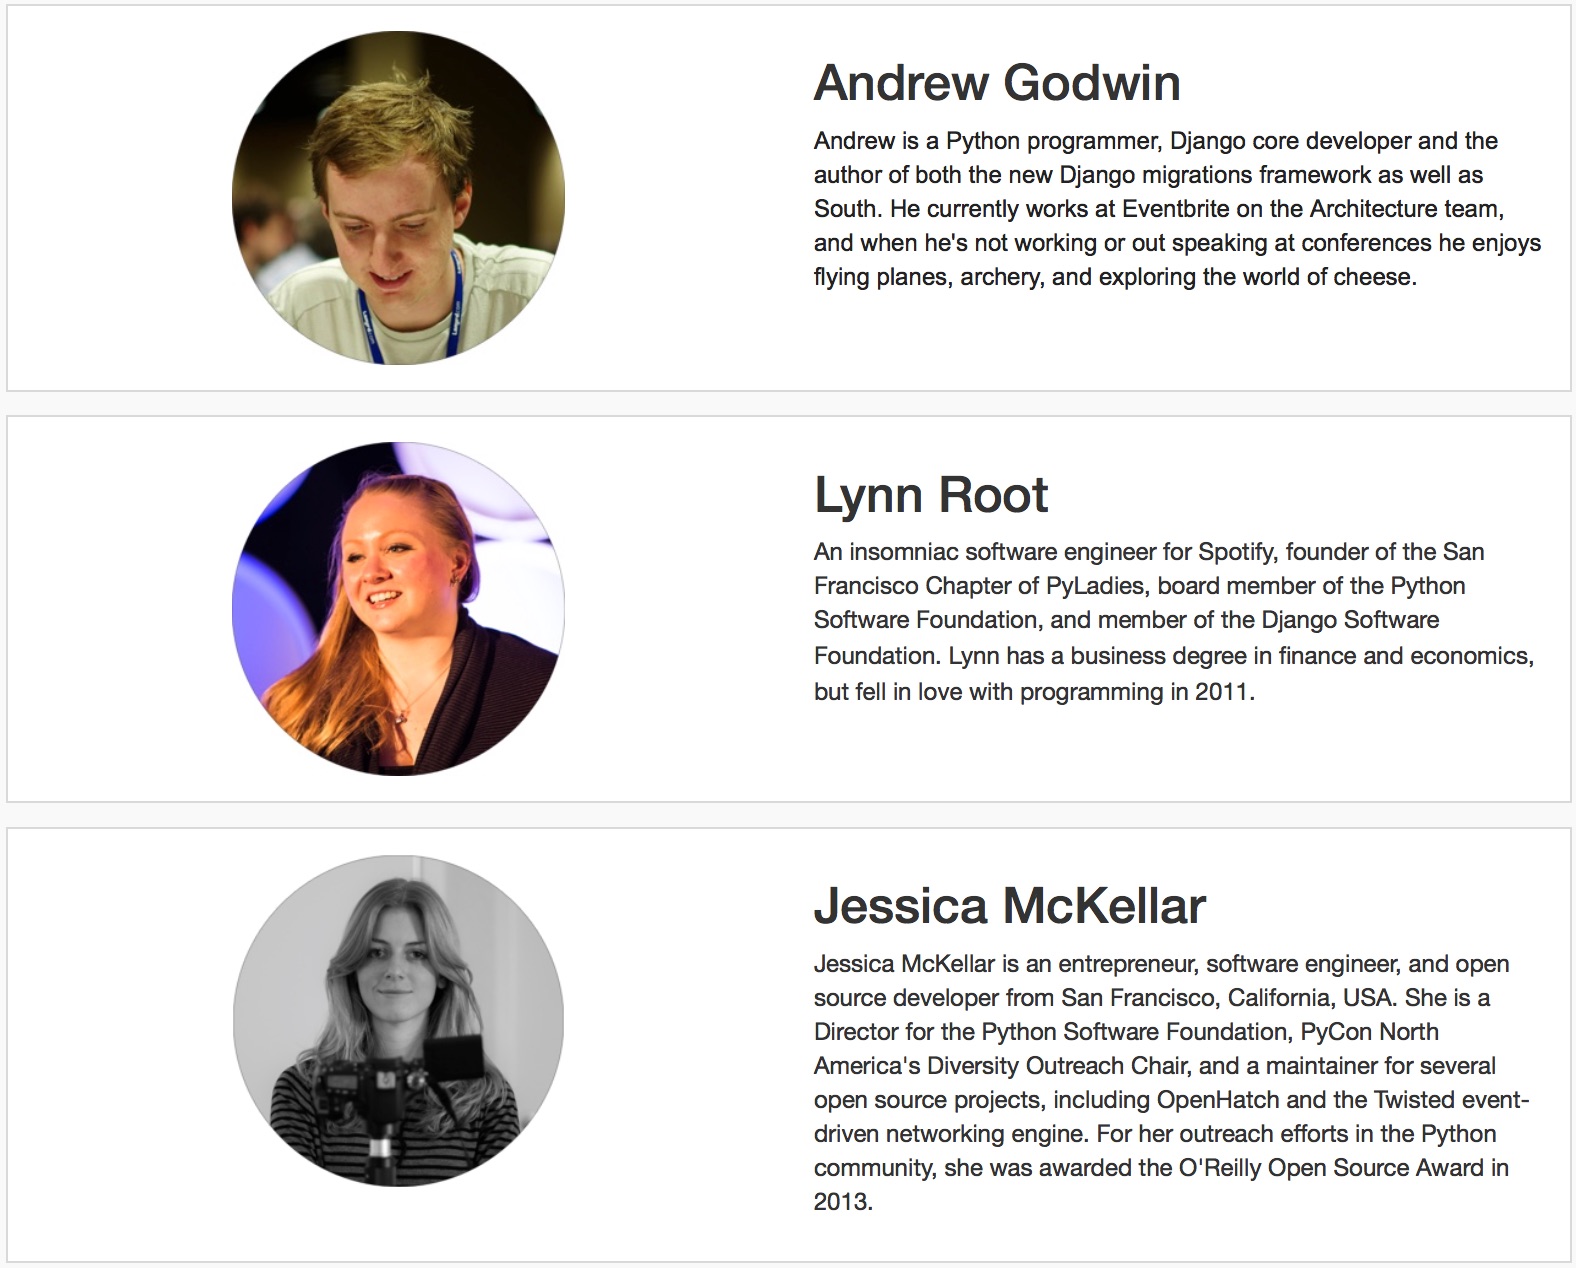 Andrew Godwin
Andrew is a Python programmer, Django core developer and the
author of both the new Django migrations framework as well as
South. He currently works at Eventbrite on the Architecture team,
and when he's not working or out speaking at conferences he enjoys
flying planes, archery, and exploring the world of cheese.
Lynn Root
An insomniac software engineer for Spotify, founder of the San
Francisco Chapter of PyLadies, board member of the Python
Software Foundation, and member of the Django Software
Foundation. Lynn has a business degree in finance and economics,
but fell in love with programming in 2011.
Jessica McKellar
Jessica McKellar is an entrepreneur, software engineer, and open
source developer from San Francisco, California, USA. She is a
Director for the Python Software Foundation, PyCon North
America's Diversity Outreach Chair, and a maintainer for several
open source projects, including OpenHatch and the Twisted event-
driven networking engine. For her outreach efforts in the Python
community, she was awarded the O'Reilly Open Source Award in
2013.